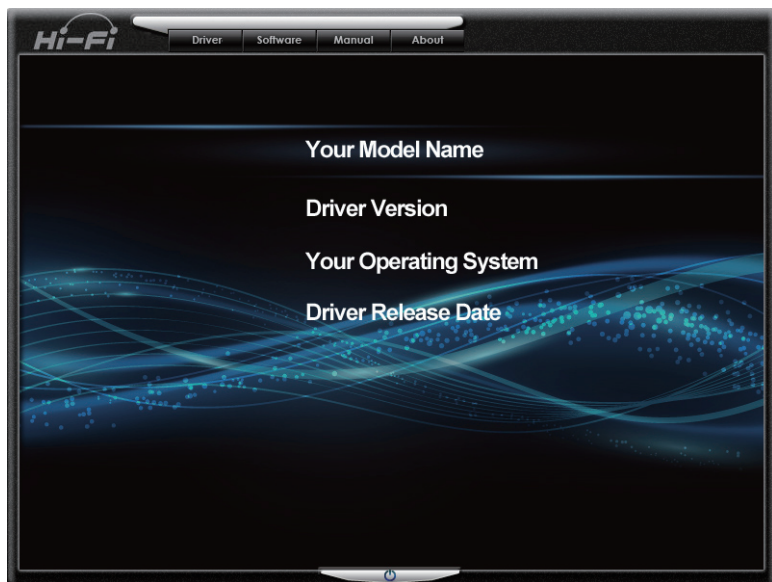 Hi-Fi
Driver Software Manual About
Your Model Name
Driver Version
Your Operating System
Driver Release Date